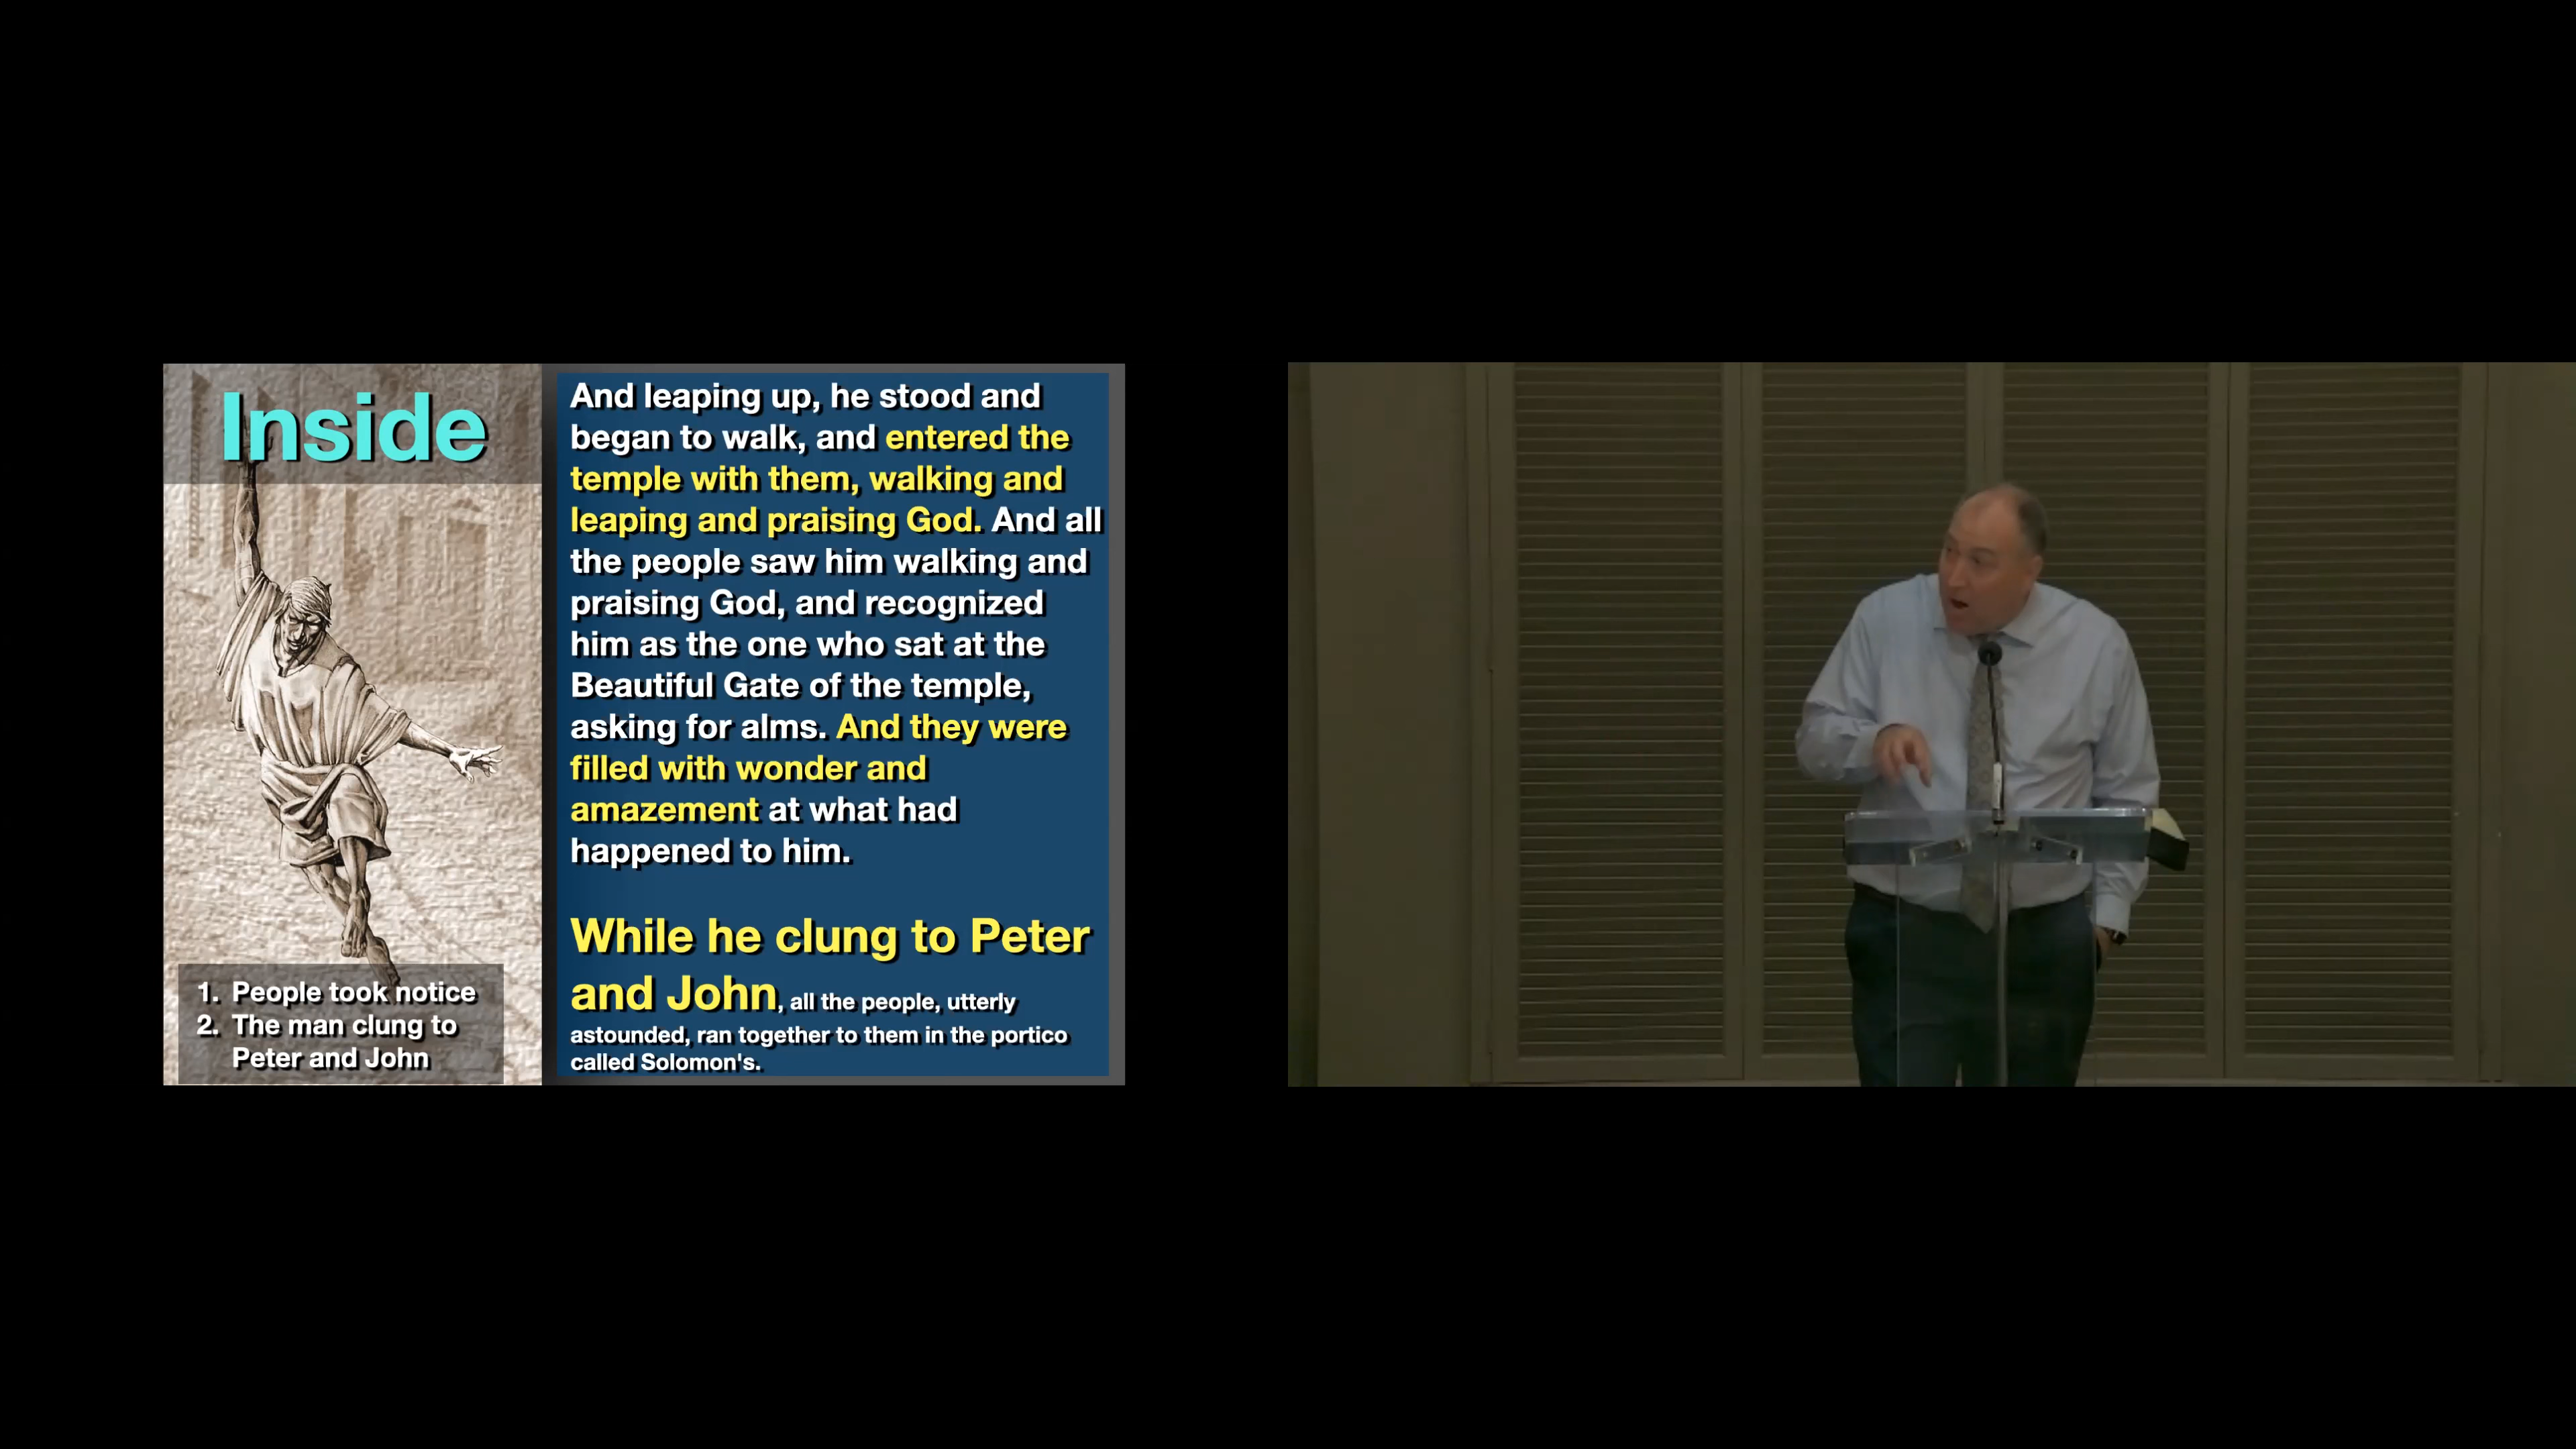 Inside
1. People took notice
2. The man clung to
Peter and John
And leaping up, he stood and
began to walk, and entered the
temple with them, walking and
leaping and praising God. And all
the people saw him walking and
praising God, and recognized
him as the one who sat at the
Beautiful Gate of the temple,
asking for alms. And they were
filled with wonder and
amazement at what had
happened to him.
While he clung to Peter
and John, all the people, utterly
astounded, ran together to them in the portico
called Solomon's.